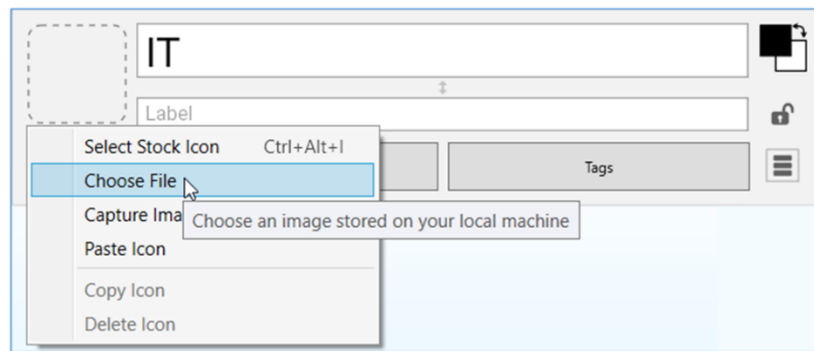 IT
Label
Select Stock Icon Ctrl+Alt+I
Tags
Choose File
Capture Ima
Choose an image stored on your local machine
Paste Icon
Copy Icon
Delete Icon